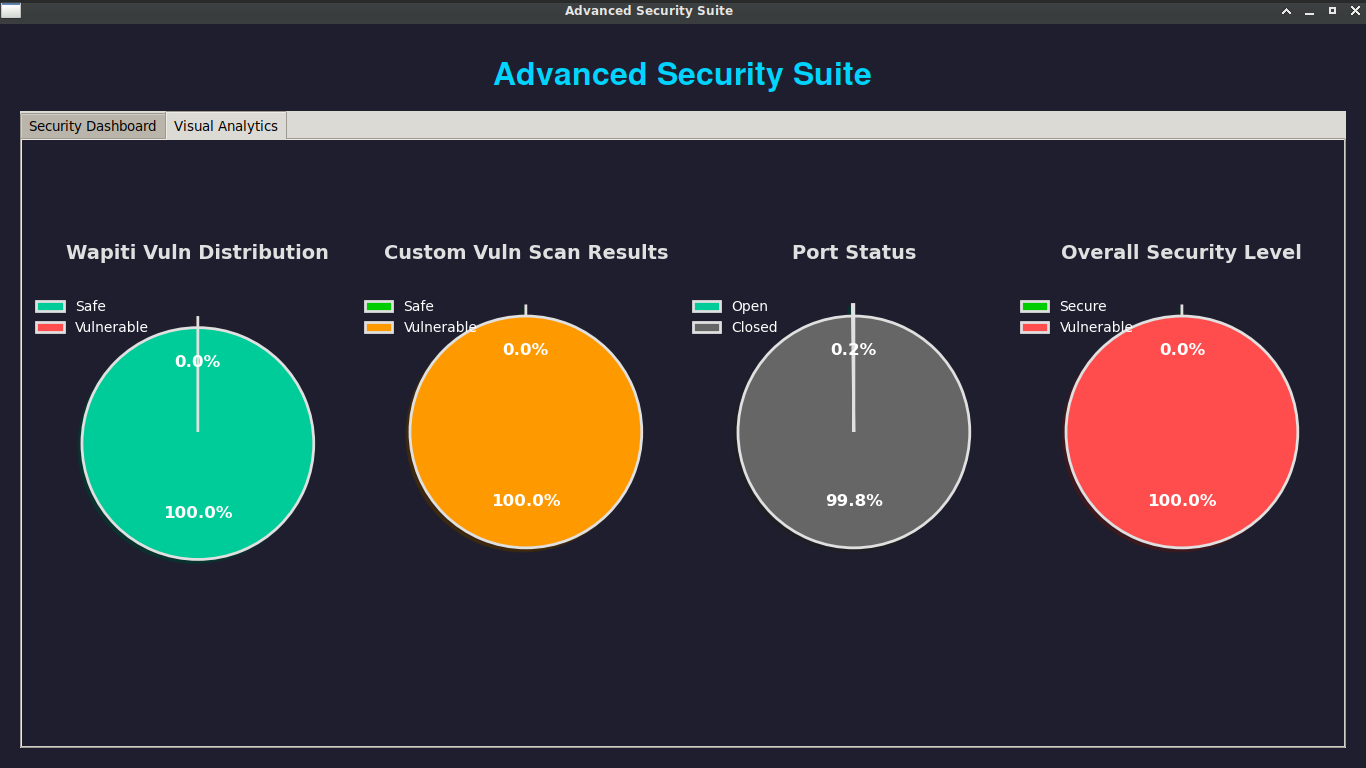 Advanced Security Suite
Advanced Security Suite
Security Dashboard
Visual Analytics
Wapiti Vuln Distribution
Safe
Vulnerable
0.0%
100.0%
Custom Vuln Scan Results
Safe
Vulnerable
0.0%
100.0%
Port Status
Open
Closed
0.2%
99.8%
Overall Security Level
Secure
Vulnerable
0.0%
100.0%